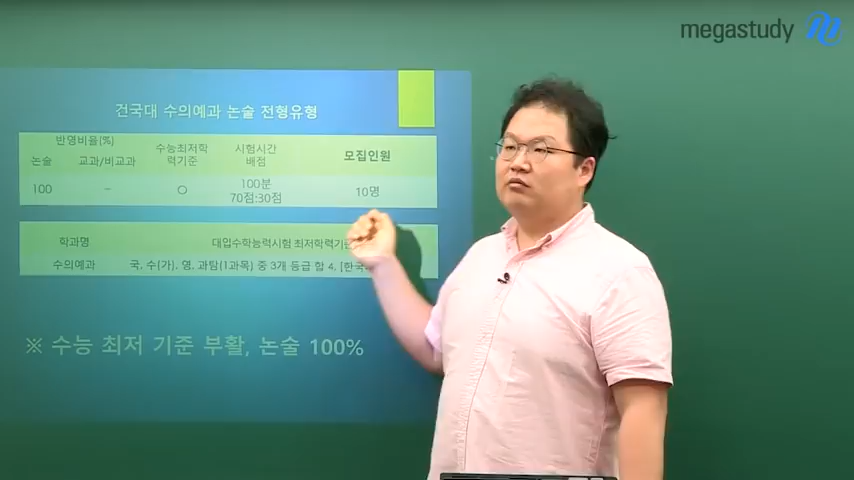 megastudy
건국대 수의예과 논술 전형유형
반영비율(%)
수능최저학력기준
시험시간 배점
모집인원
논술
교과/비교과
100
-
○
100분
70점:30점
10명
학과명
대입수학능력시험 최저학력기
수의예과
국, 수(가), 영, 과탐(1과목) 중 3개 등급 합 4, [한국
※ 수능 최저 기준 부활, 논술 100%